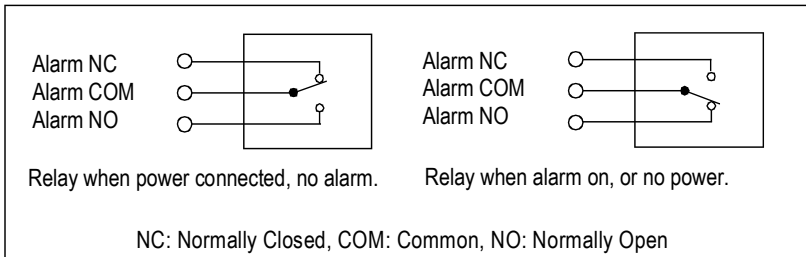 Alarm NC
Alarm COM
Alarm NO
Relay when power connected, no alarm.
Alarm NC
Alarm COM
Alarm NO
Relay when alarm on, or no power.
NC: Normally Closed, COM: Common, NO: Normally Open